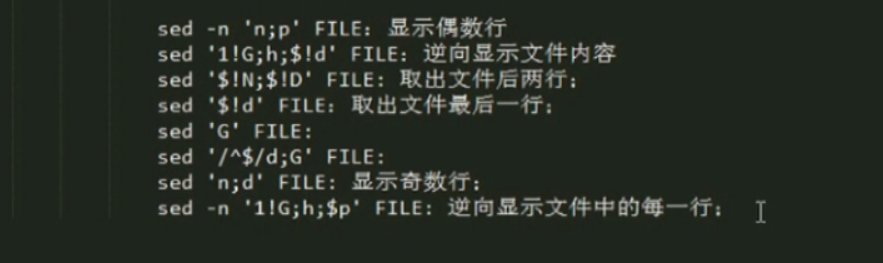 sed -n 'n;p' FILE: 显示偶数行
sed '1!G;h;$!d' FILE: 逆向显示文件内容
sed '$!N;$!D' FILE: 取出文件后两行;
sed '$!d' FILE: 取出文件最后一行;
sed 'G' FILE:
sed '/^$/d;G' FILE:
sed 'n;d' FILE: 显示奇数行;
sed -n '1!G;h;$p' FILE: 逆向显示文件中的每一行;